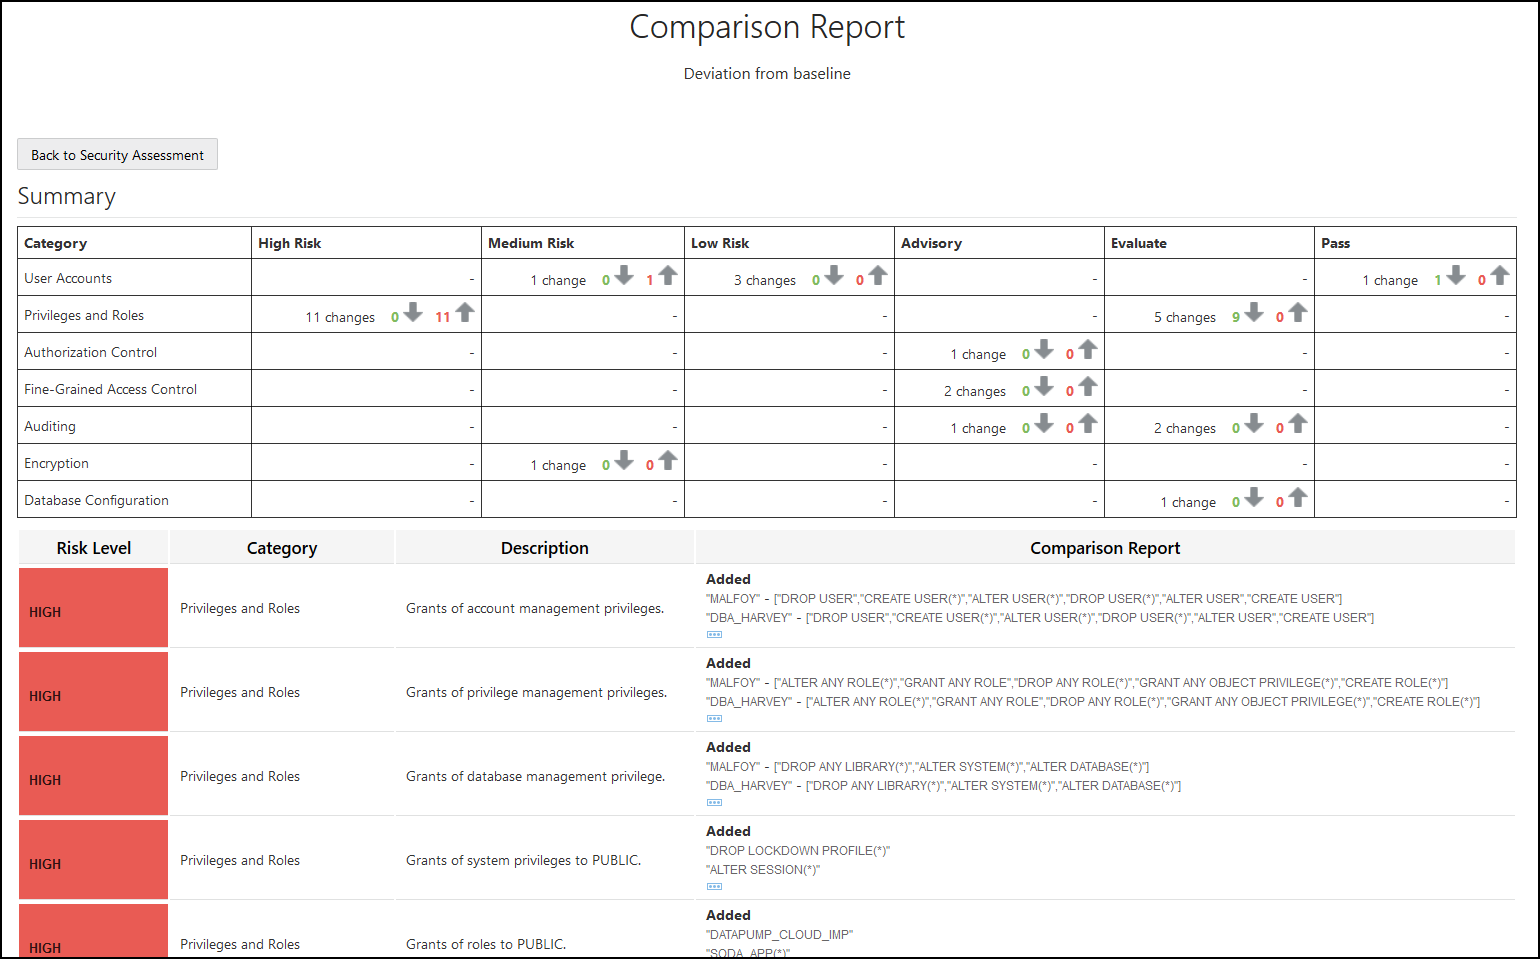 Comparison Report
Deviation from baseline
Back to Security Assessment
Summary
Category High Risk Medium Risk Low Risk Advisory Evaluate Pass
User Accounts - 1 change 0 1 3 changes 0 0 - - 1 change 1 0
Privileges and Roles 11 changes 0 11 - - - 5 changes 9 0 -
Authorization Control - - - 1 change 0 0 - -
Fine-Grained Access Control - - - 2 changes 0 0 - -
Auditing - - - 1 change 0 0 2 changes 0 0 -
Encryption - 1 change 0 0 - - - -
Database Configuration - - - - 1 change 0 0 -
Risk Level Category Description Comparison Report
HIGH Privileges and Roles Grants of account management privileges.
Added
"MALFOY" - ["DROP USER","CREATE USER(*)","ALTER USER(*)","DROP USER(*)","ALTER USER","CREATE USER"]
"DBA_HARVEY" - ["DROP USER","CREATE USER(*)","ALTER USER(*)","DROP USER(*)","ALTER USER","CREATE USER"]
HIGH Privileges and Roles Grants of privilege management privileges.
Added
"MALFOY" - ["ALTER ANY ROLE(*)","GRANT ANY ROLE","DROP ANY ROLE(*)","GRANT ANY OBJECT PRIVILEGE(*)","CREATE ROLE(*)"]
"DBA_HARVEY" - ["ALTER ANY ROLE(*)","GRANT ANY ROLE","DROP ANY ROLE(*)","GRANT ANY OBJECT PRIVILEGE(*)","CREATE ROLE(*)"]
HIGH Privileges and Roles Grants of database management privilege.
Added
"MALFOY" - ["DROP ANY LIBRARY(*)","ALTER SYSTEM(*)","ALTER DATABASE(*)"]
"DBA_HARVEY" - ["DROP ANY LIBRARY(*)","ALTER SYSTEM(*)","ALTER DATABASE(*)"]
HIGH Privileges and Roles Grants of system privileges to PUBLIC.
Added
"DROP LOCKDOWN PROFILE(*)"
"ALTER SESSION(*)"
HIGH Privileges and Roles Grants of roles to PUBLIC.
Added
"DATAPUMP_CLOUD_IMP"
"SODA_APP(*)"